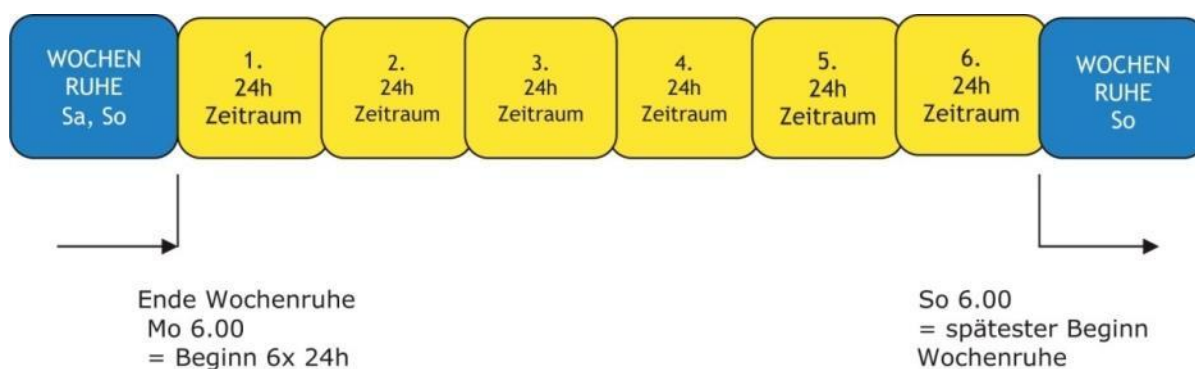 WOCHEN
RUHE
Sa, So
1.
24h
Zeitraum
2.
24h
Zeitraum
3.
24h
Zeitraum
4.
24h
Zeitraum
5.
24h
Zeitraum
6.
24h
Zeitraum
WOCHEN
RUHE
So
Ende Wochenruhe
Mo 6.00
= Beginn 6x 24h
So 6.00
= spätester Beginn
Wochenruhe